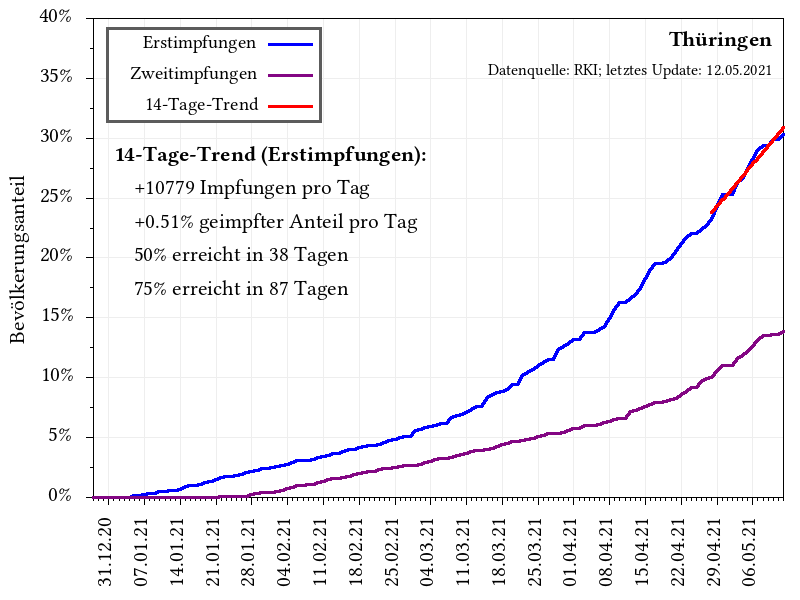 40%
35%
30%
25%
20%
15%
10%
5%
0%
Bevölkerungsanteil
Erstimpfungen
Zweitimpfungen
14-Tage-Trend
Thüringen
Datenquelle: RKI; letztes Update: 12.05.2021
14-Tage-Trend (Erstimpfungen):
+10779 Impfungen pro Tag
+0.51% geimpfter Anteil pro Tag
50% erreicht in 38 Tagen
75% erreicht in 87 Tagen
31.12.20
07.01.21
14.01.21
21.01.21
28.01.21
04.02.21
11.02.21
18.02.21
25.02.21
04.03.21
11.03.21
18.03.21
25.03.21
01.04.21
08.04.21
15.04.21
22.04.21
29.04.21
06.05.21